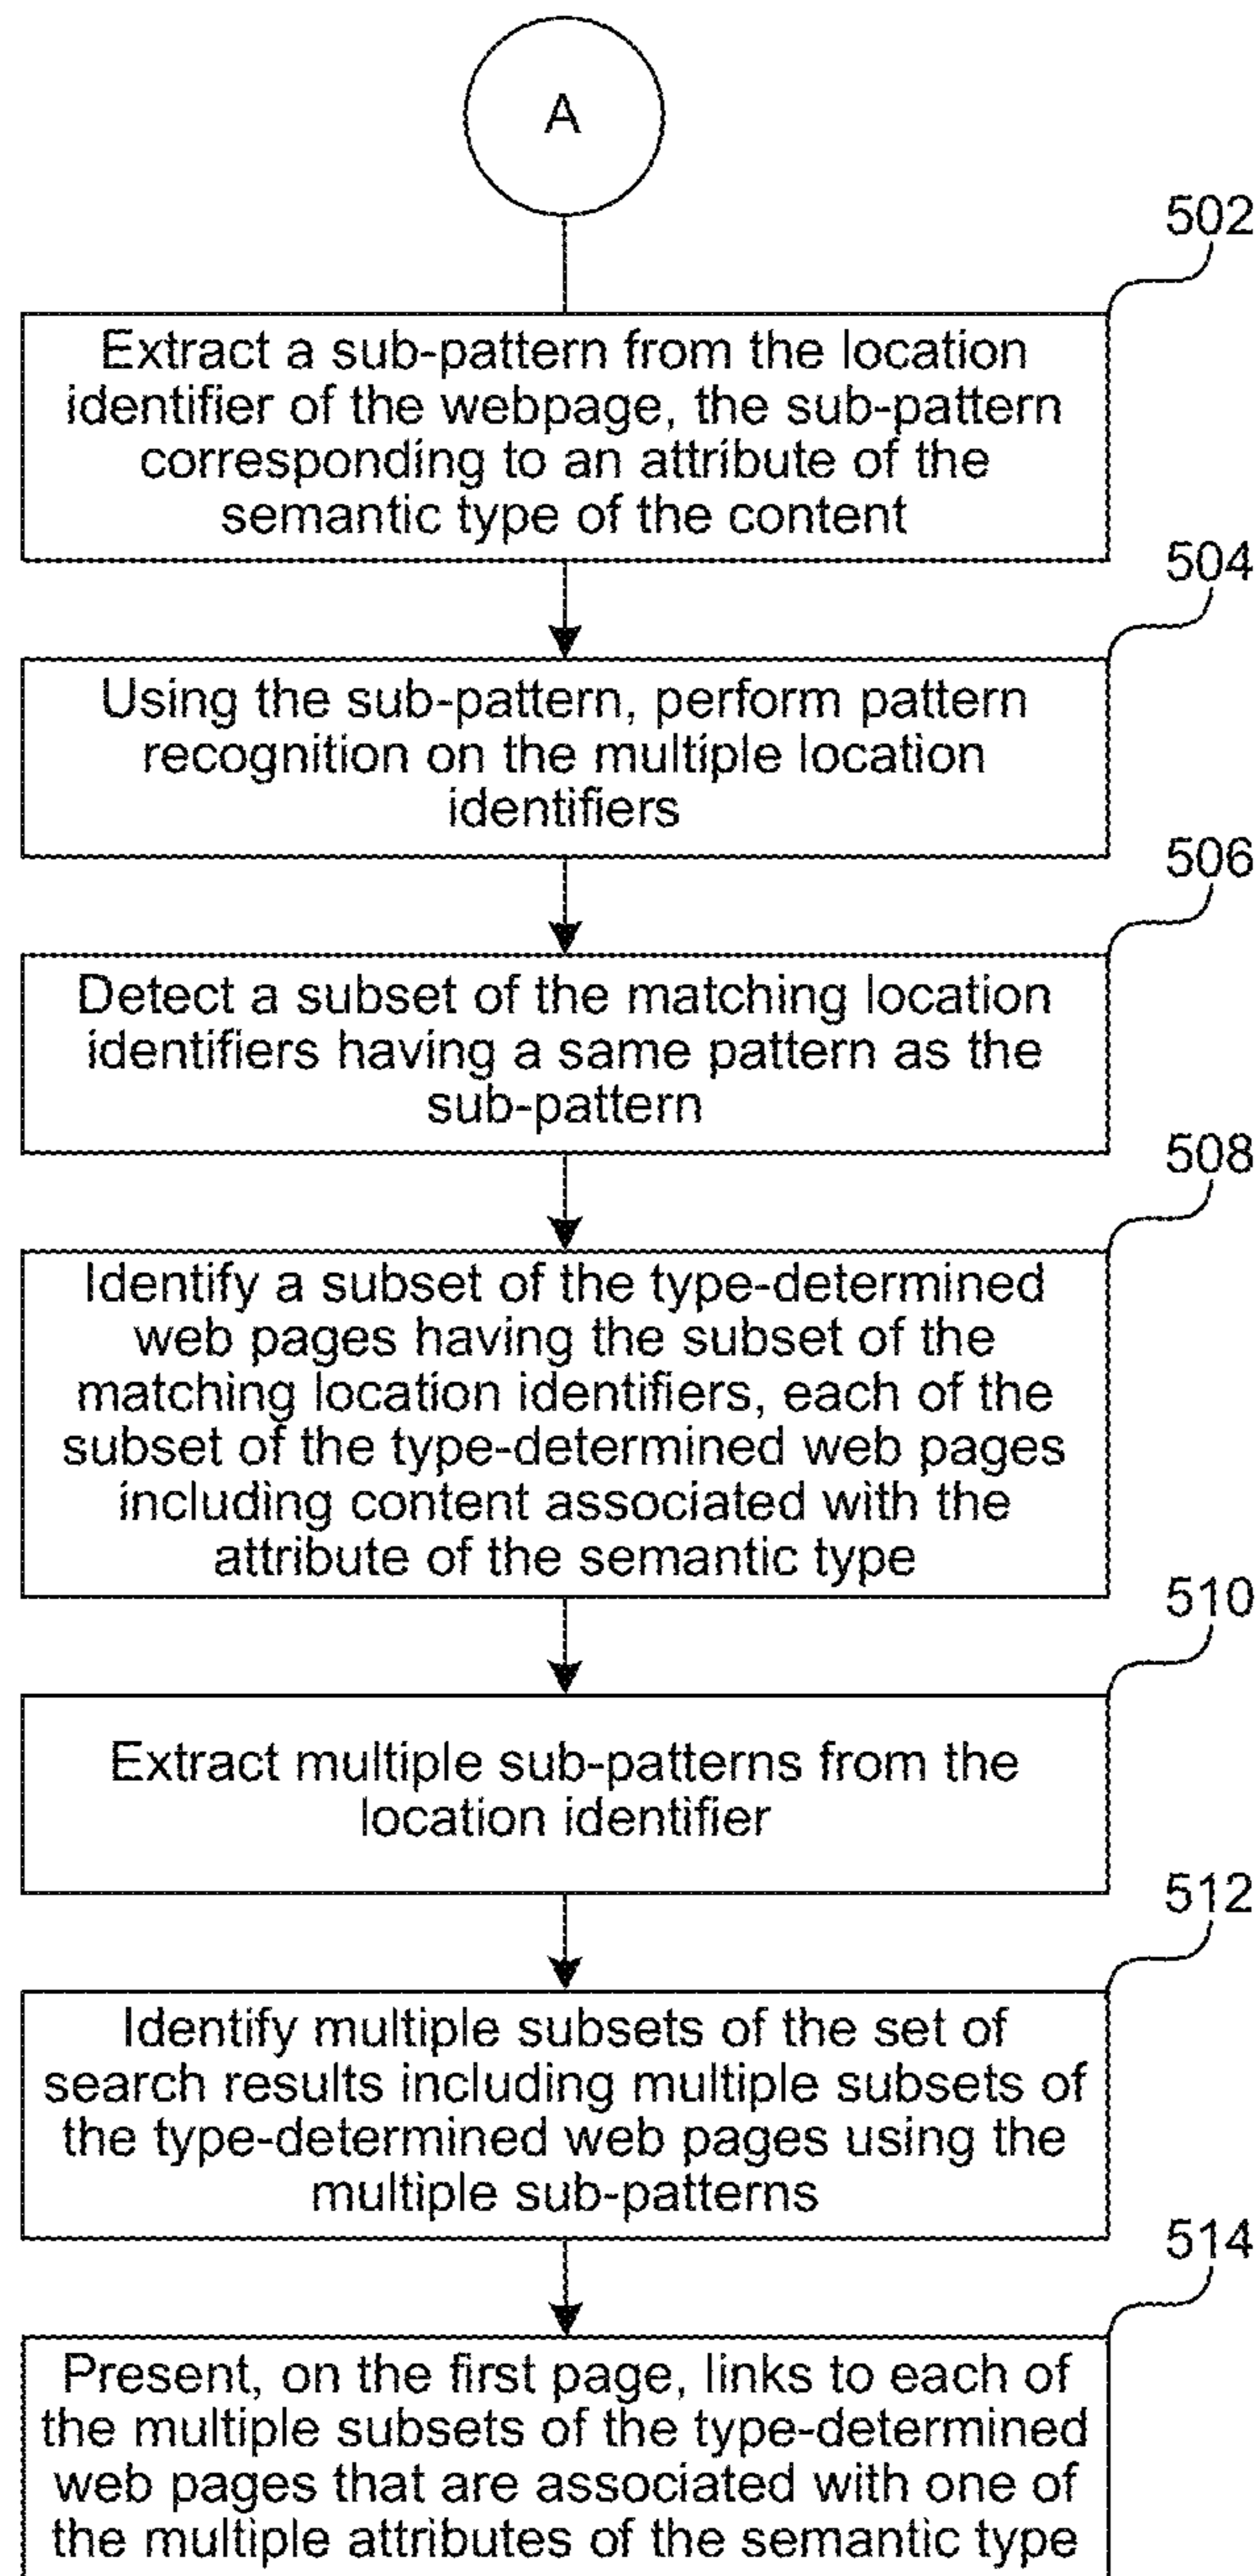 A
502
Extract a sub-pattern from the location
identifier of the webpage, the sub-pattern
corresponding to an attribute of the
semantic type of the content
504
Using the sub-pattern, perform pattern
recognition on the multiple location
identifiers
506
Detect a subset of the matching location
identifiers having a same pattern as the
sub-pattern
508
Identify a subset of the type-determined
web pages having the subset of the
matching location identifiers, each of the
subset of the type-determined web pages
including content associated with the
attribute of the semantic type
510
Extract multiple sub-patterns from the
location identifier
512
Identify multiple subsets of the set of
search results including multiple subsets of
the type-determined web pages using the
multiple sub-patterns
514
Present, on the first page, links to each of
the multiple subsets of the type-determined
web pages that are associated with one of
the multiple attributes of the semantic type